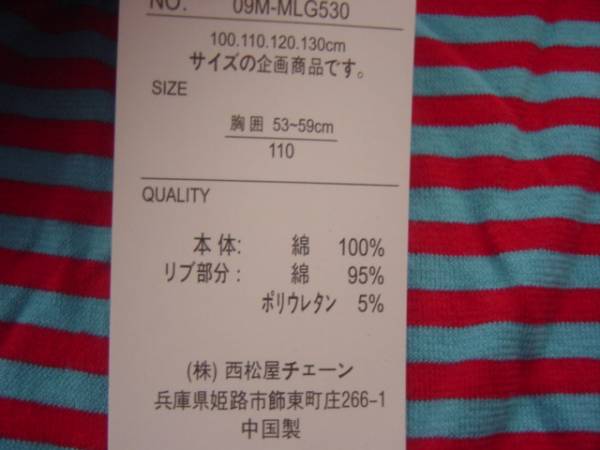 NO. 09M-MLG530
100.110.120.130cm
サイズの企画商品です。
SIZE
胸囲 53~59cm
110
QUALITY
本体: 綿 100%
リブ部分: 綿 95%
ポリウレタン 5%
(株) 西松屋チェーン
兵庫県姫路市飾東町庄266-1
中国製